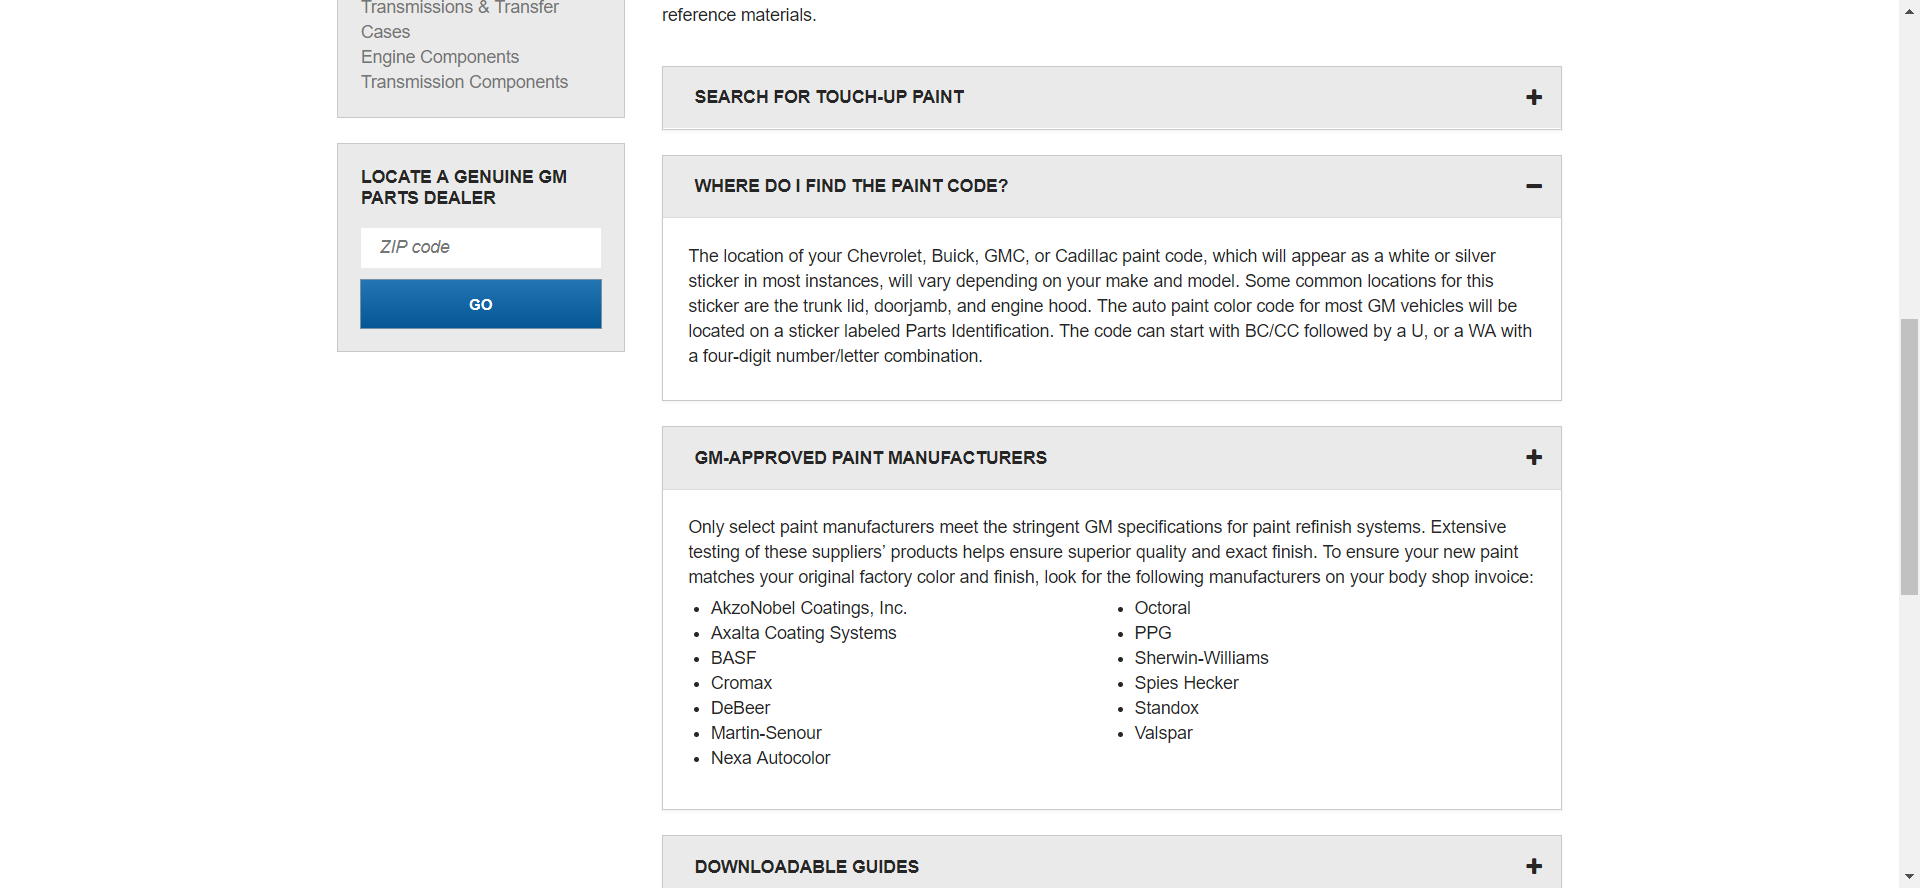 Transmissions & Transfer
Cases
Engine Components
Transmission Components
LOCATE A GENUINE GM
PARTS DEALER
ZIP code
GO
reference materials.
SEARCH FOR TOUCH-UP PAINT
WHERE DO I FIND THE PAINT CODE?
The location of your Chevrolet, Buick, GMC, or Cadillac paint code, which will appear as a white or silver
sticker in most instances, will vary depending on your make and model. Some common locations for this
sticker are the trunk lid, doorjamb, and engine hood. The auto paint color code for most GM vehicles will be
located on a sticker labeled Parts Identification. The code can start with BC/CC followed by a U, or a WA with
a four-digit number/letter combination.
GM-APPROVED PAINT MANUFACTURERS
Only select paint manufacturers meet the stringent GM specifications for paint refinish systems. Extensive
testing of these suppliers’ products helps ensure superior quality and exact finish. To ensure your new paint
matches your original factory color and finish, look for the following manufacturers on your body shop invoice:
• AkzoNobel Coatings, Inc.
• Axalta Coating Systems
• BASF
• Cromax
• DeBeer
• Martin-Senour
• Nexa Autocolor
• Octoral
• PPG
• Sherwin-Williams
• Spies Hecker
• Standox
• Valspar
DOWNLOADABLE GUIDES